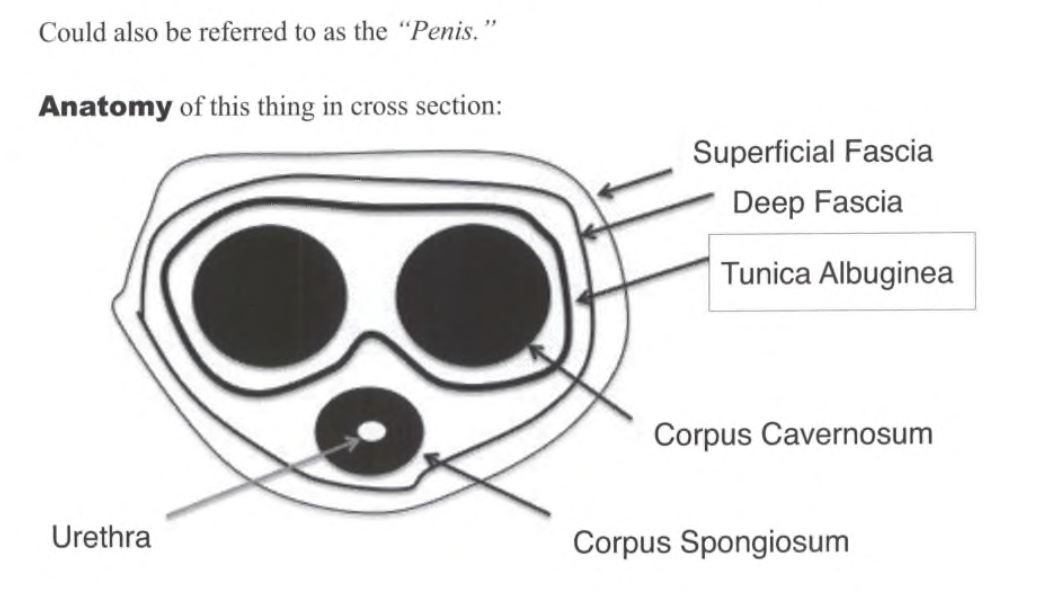 Could also be referred to as the “Penis.”
Anatomy of this thing in cross section:
Superficial Fascia
Deep Fascia
Tunica Albuginea
Corpus Cavernosum
Urethra
Corpus Spongiosum